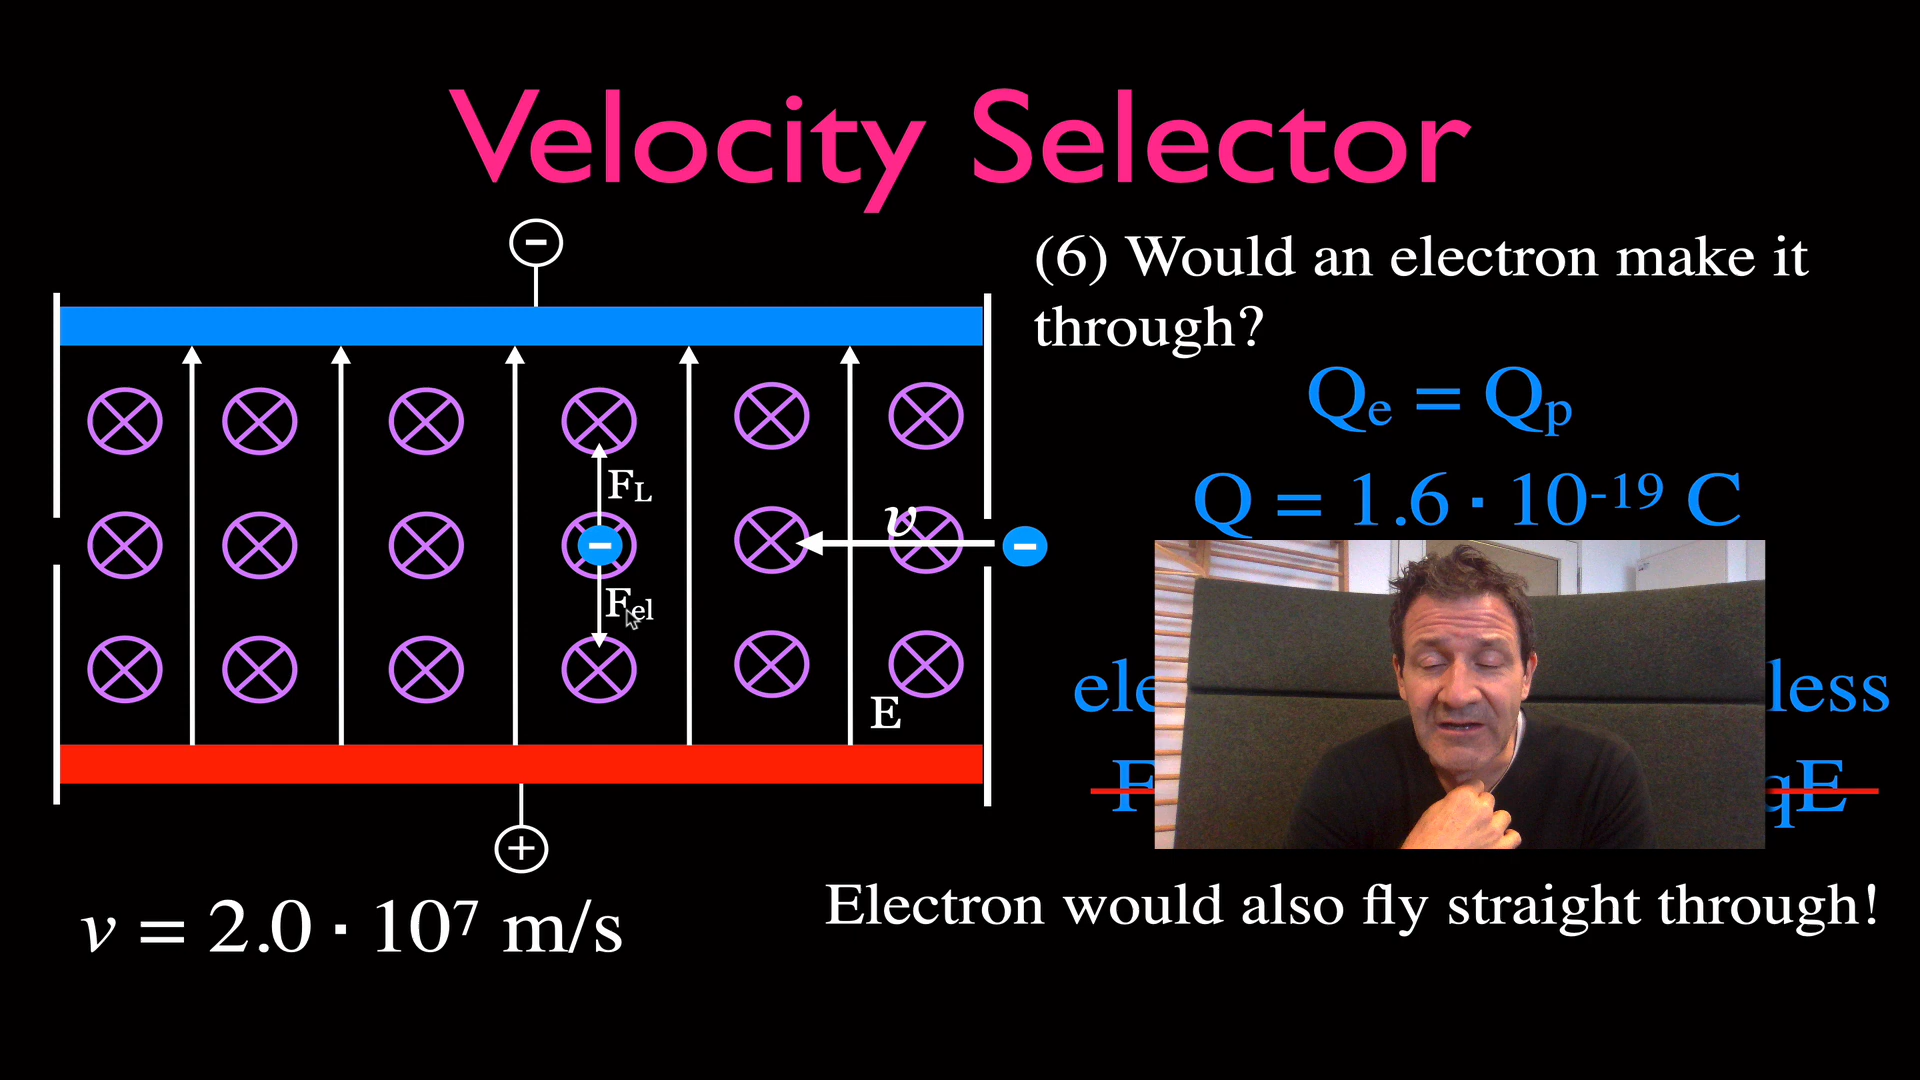 Velocity Selector
(6) Would an electron make it
through?
Qe = Qp
Q = 1.6 · 10⁻¹⁹ C
FL
v
Fel
E
less
qE
Electron would also fly straight through!
v = 2.0 · 10⁷ m/s